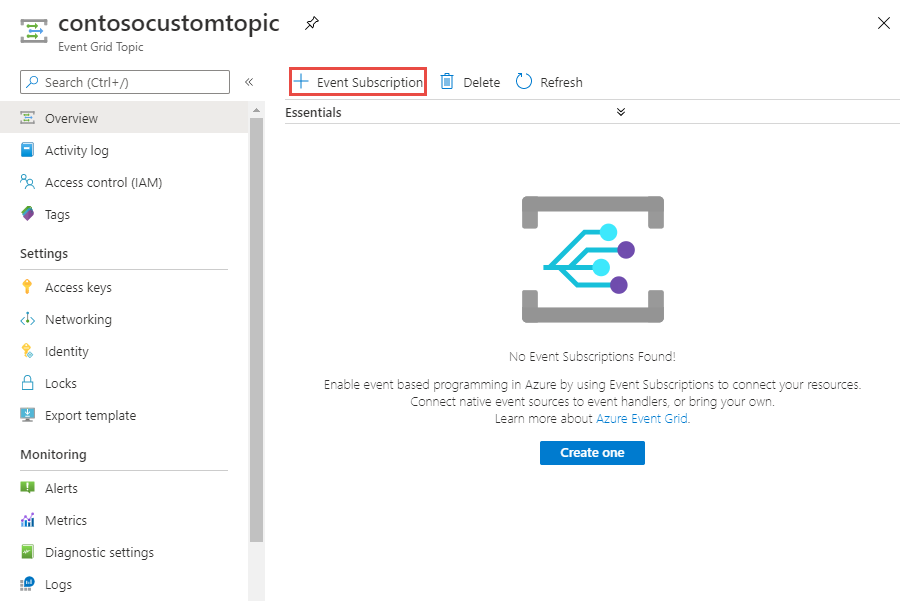 contosocustomtopic
Event Grid Topic
Search (Ctrl+/)
«
Overview
Activity log
Access control (IAM)
Tags
Settings
Access keys
Networking
Identity
Locks
Export template
Monitoring
Alerts
Metrics
Diagnostic settings
Logs
+ Event Subscription Delete Refresh
Essentials
No Event Subscriptions Found!
Enable event based programming in Azure by using Event Subscriptions to connect your resources.
Connect native event sources to event handlers, or bring your own.
Learn more about Azure Event Grid.
Create one